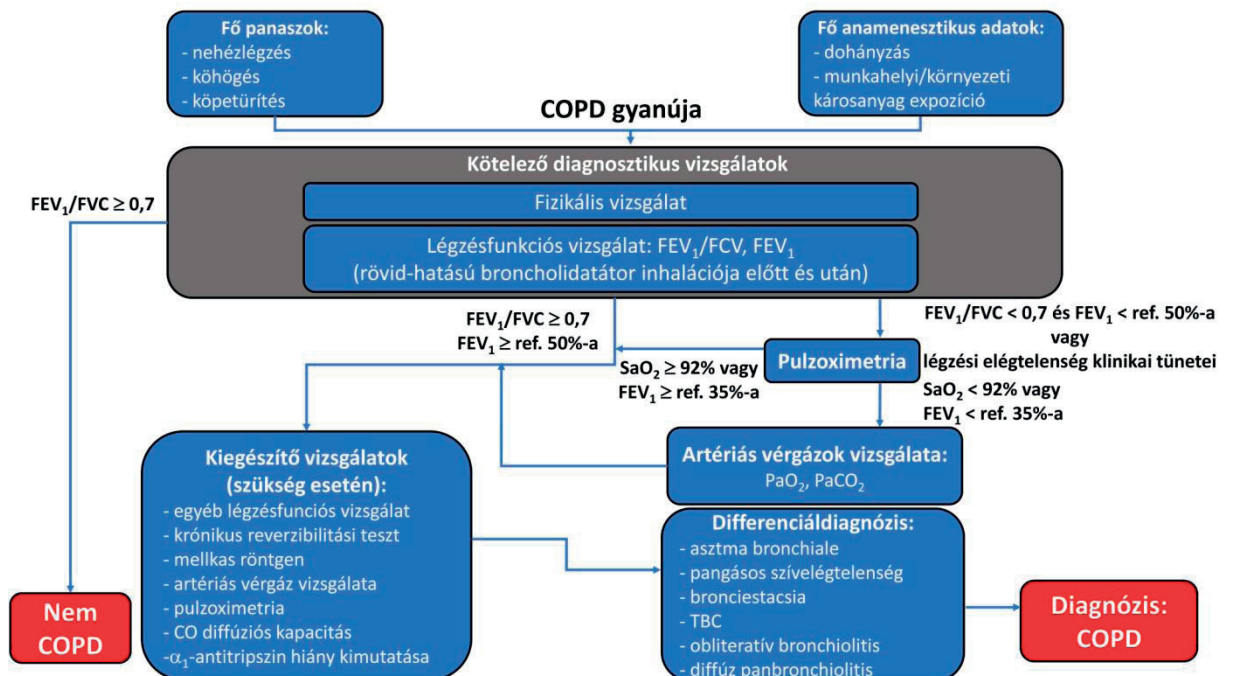 Fő panaszok:
- nehézlégzés
- köhögés
- köpetürítés
Fő anamenesztikus adatok:
- dohányzás
- munkahelyi/környezeti
károsanyag expozíció
COPD gyanúja
Kötelező diagnosztikus vizsgálatok
Fizikális vizsgálat
Légzésfunkciós vizsgálat: FEV₁/FCV, FEV₁
(rövid-hatású broncholidatátor inhalációja előtt és után)
FEV₁/FVC ≥ 0,7
FEV₁/FVC ≥ 0,7
FEV₁ ≥ ref. 50%-a
FEV₁/FVC < 0,7 és FEV₁ < ref. 50%-a
vagy
légzési elégtelenség klinikai tünetei
Pulzoximetria
SaO₂ ≥ 92% vagy
FEV₁ ≥ ref. 35%-a
SaO₂ < 92% vagy
FEV₁ < ref. 35%-a
Artériás vérgázok vizsgálata:
PaO₂, PaCO₂
Kiegészítő vizsgálatok
(szükség esetén):
- egyéb légzésfunciós vizsgálat
- krónikus reverzibilitási teszt
- mellkas röntgen
- artériás vérgáz vizsgálata
- pulzoximetria
- CO diffúziós kapacitás
-α₁-antitripszin hiány kimutatása
Differenciáldiagnózis:
- asztma bronchiale
- pangásos szívelégtelenség
- bronciestacsia
- TBC
- obliteratív bronchiolitis
- diffúz panbronchiolitis
Nem
COPD
Diagnózis:
COPD